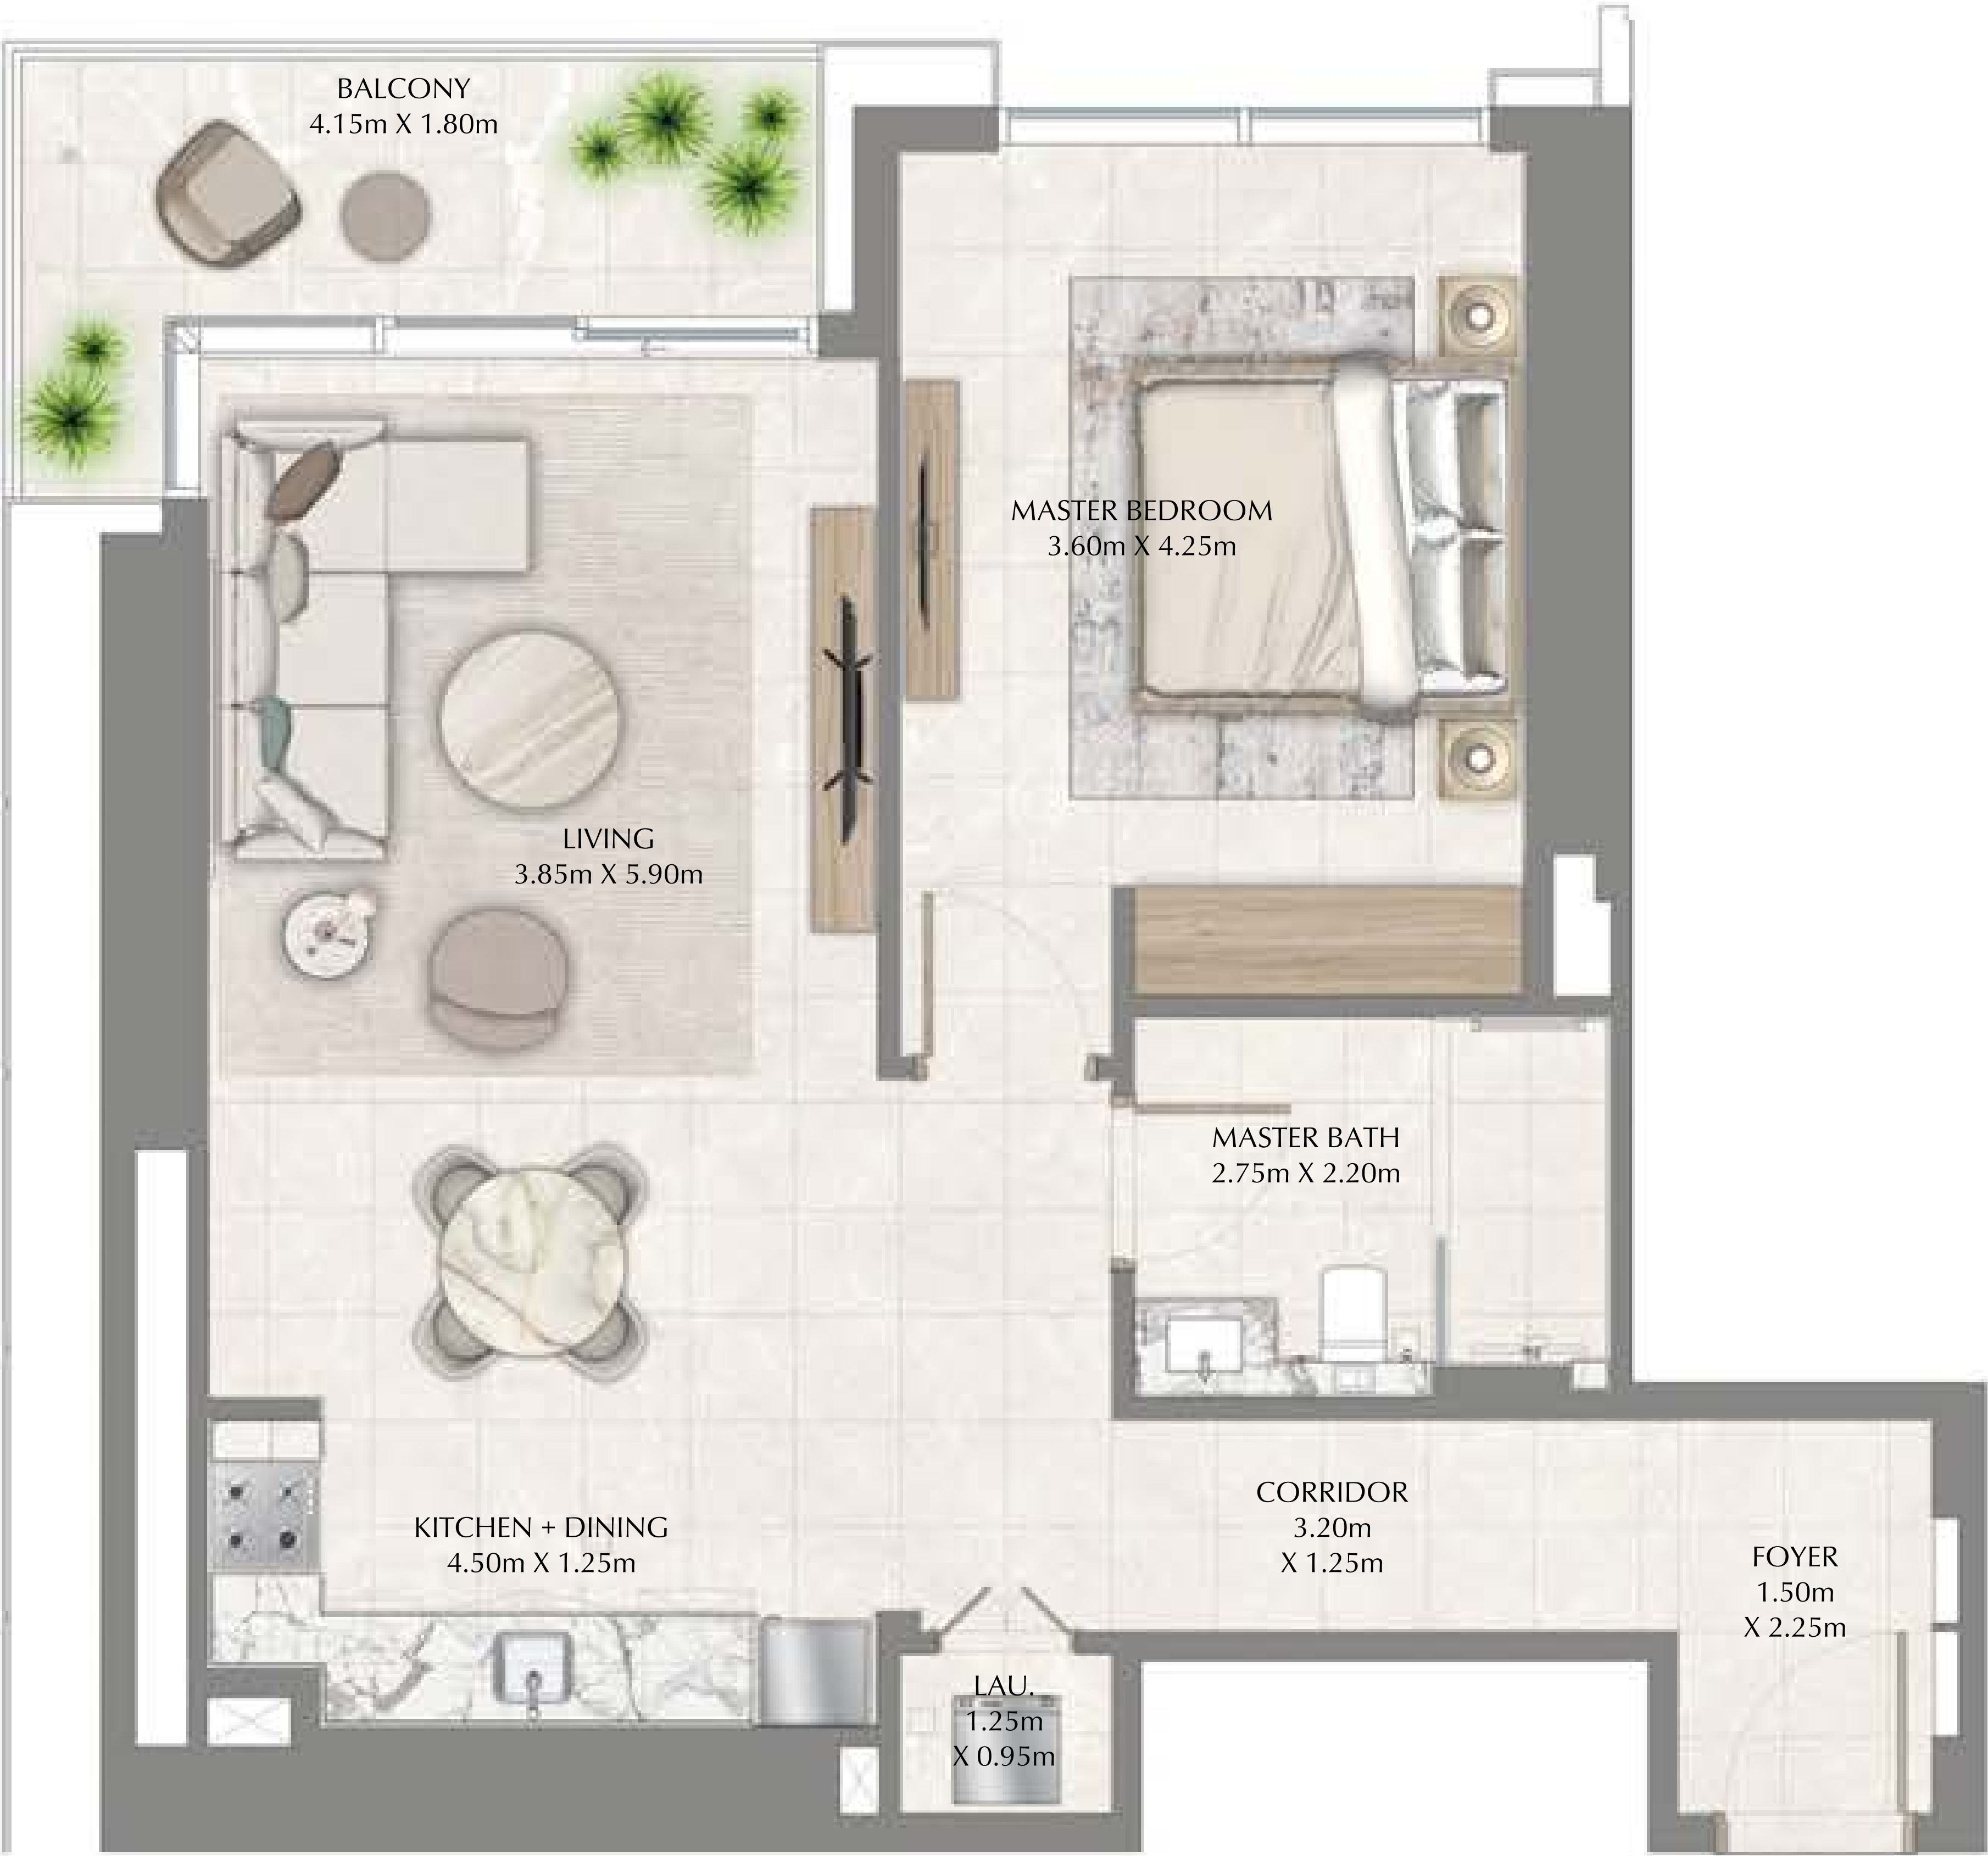 BALCONY
4.15m X 1.80m
MASTER BEDROOM
3.60m X 4.25m
LIVING
3.85m X 5.90m
MASTER BATH
2.75m X 2.20m
KITCHEN + DINING
4.50m X 1.25m
CORRIDOR
3.20m
X 1.25m
FOYER
1.50m
X 2.25m
LAU.
1.25m
X 0.95m